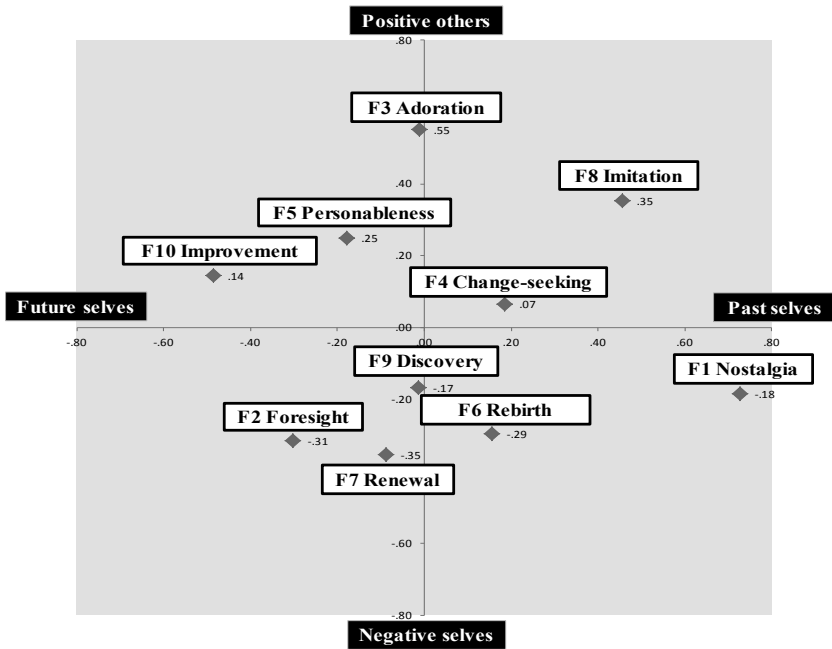 Positive others
.80
F3 Adoration
.55
F8 Imitation
.40
.35
F5 Personableness
.25
F10 Improvement
.20
.14
F4 Change-seeking
.07
Future selves
.00
Past selves
-.80
-.60
-.40
-.20
.00
.20
.40
.60
.80
F9 Discovery
F1 Nostalgia
-.17
-.18
-.20
F6 Rebirth
F2 Foresight
-.29
-.31
-.35
F7 Renewal
-.60
-.80
Negative selves